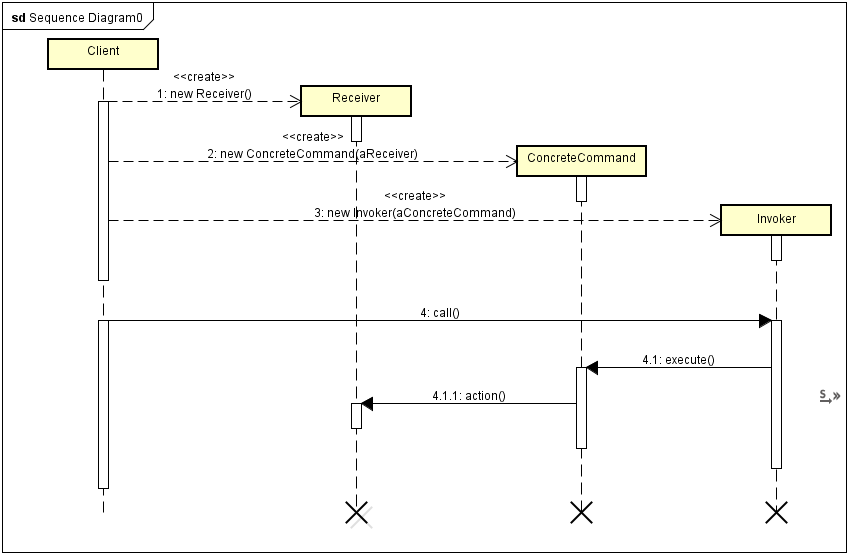 sd Sequence Diagram0
Client
<<create>>
1: new Receiver()
Receiver
<<create>>
2: new ConcreteCommand(aReceiver)
ConcreteCommand
<<create>>
3: new Invoker(aConcreteCommand)
Invoker
4: call()
4.1: execute()
4.1.1: action()
S